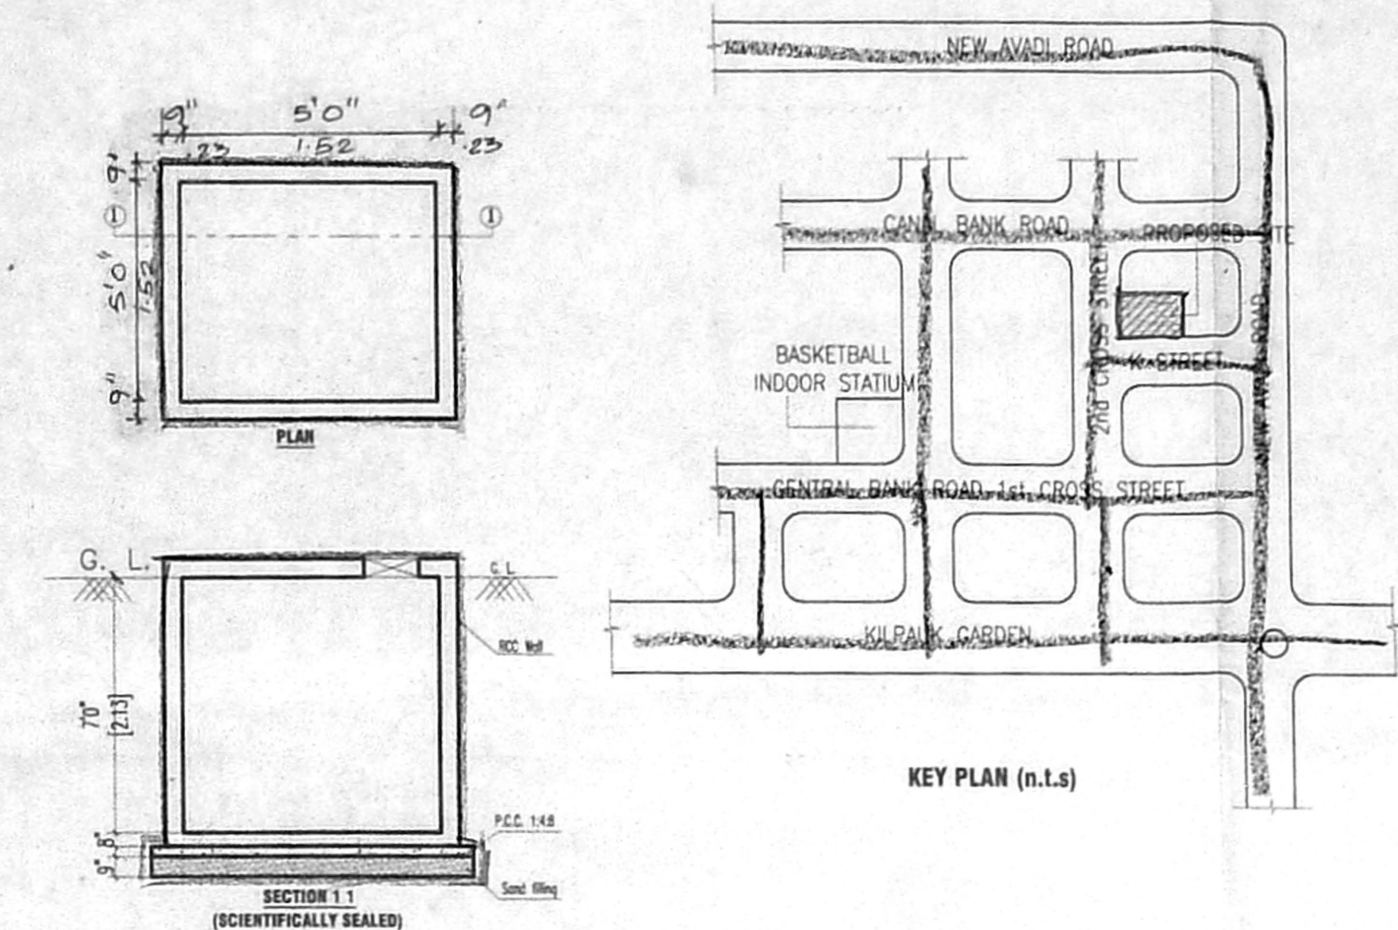 9" 5'0" 9"
.23 1.52 .23
9"
1 1
5'0"
1.52
9"
PLAN
G. L.
G L
RCC Wall
7'0"
[2.13]
P.C.C. 1:4:8
8"
9"
Sand filling
SECTION 1 1
(SCIENTIFICALLY SEALED)
NEW AVADI ROAD
BANK ROAD
PROPOSED
2nd CROSS STREET
BASKETBALL
INDOOR STATIUM
K-STREET
NEW AVADI ROAD
CENTRAL BANK ROAD 1st CROSS STREET
KILPAUK GARDEN
KEY PLAN (n.t.s)